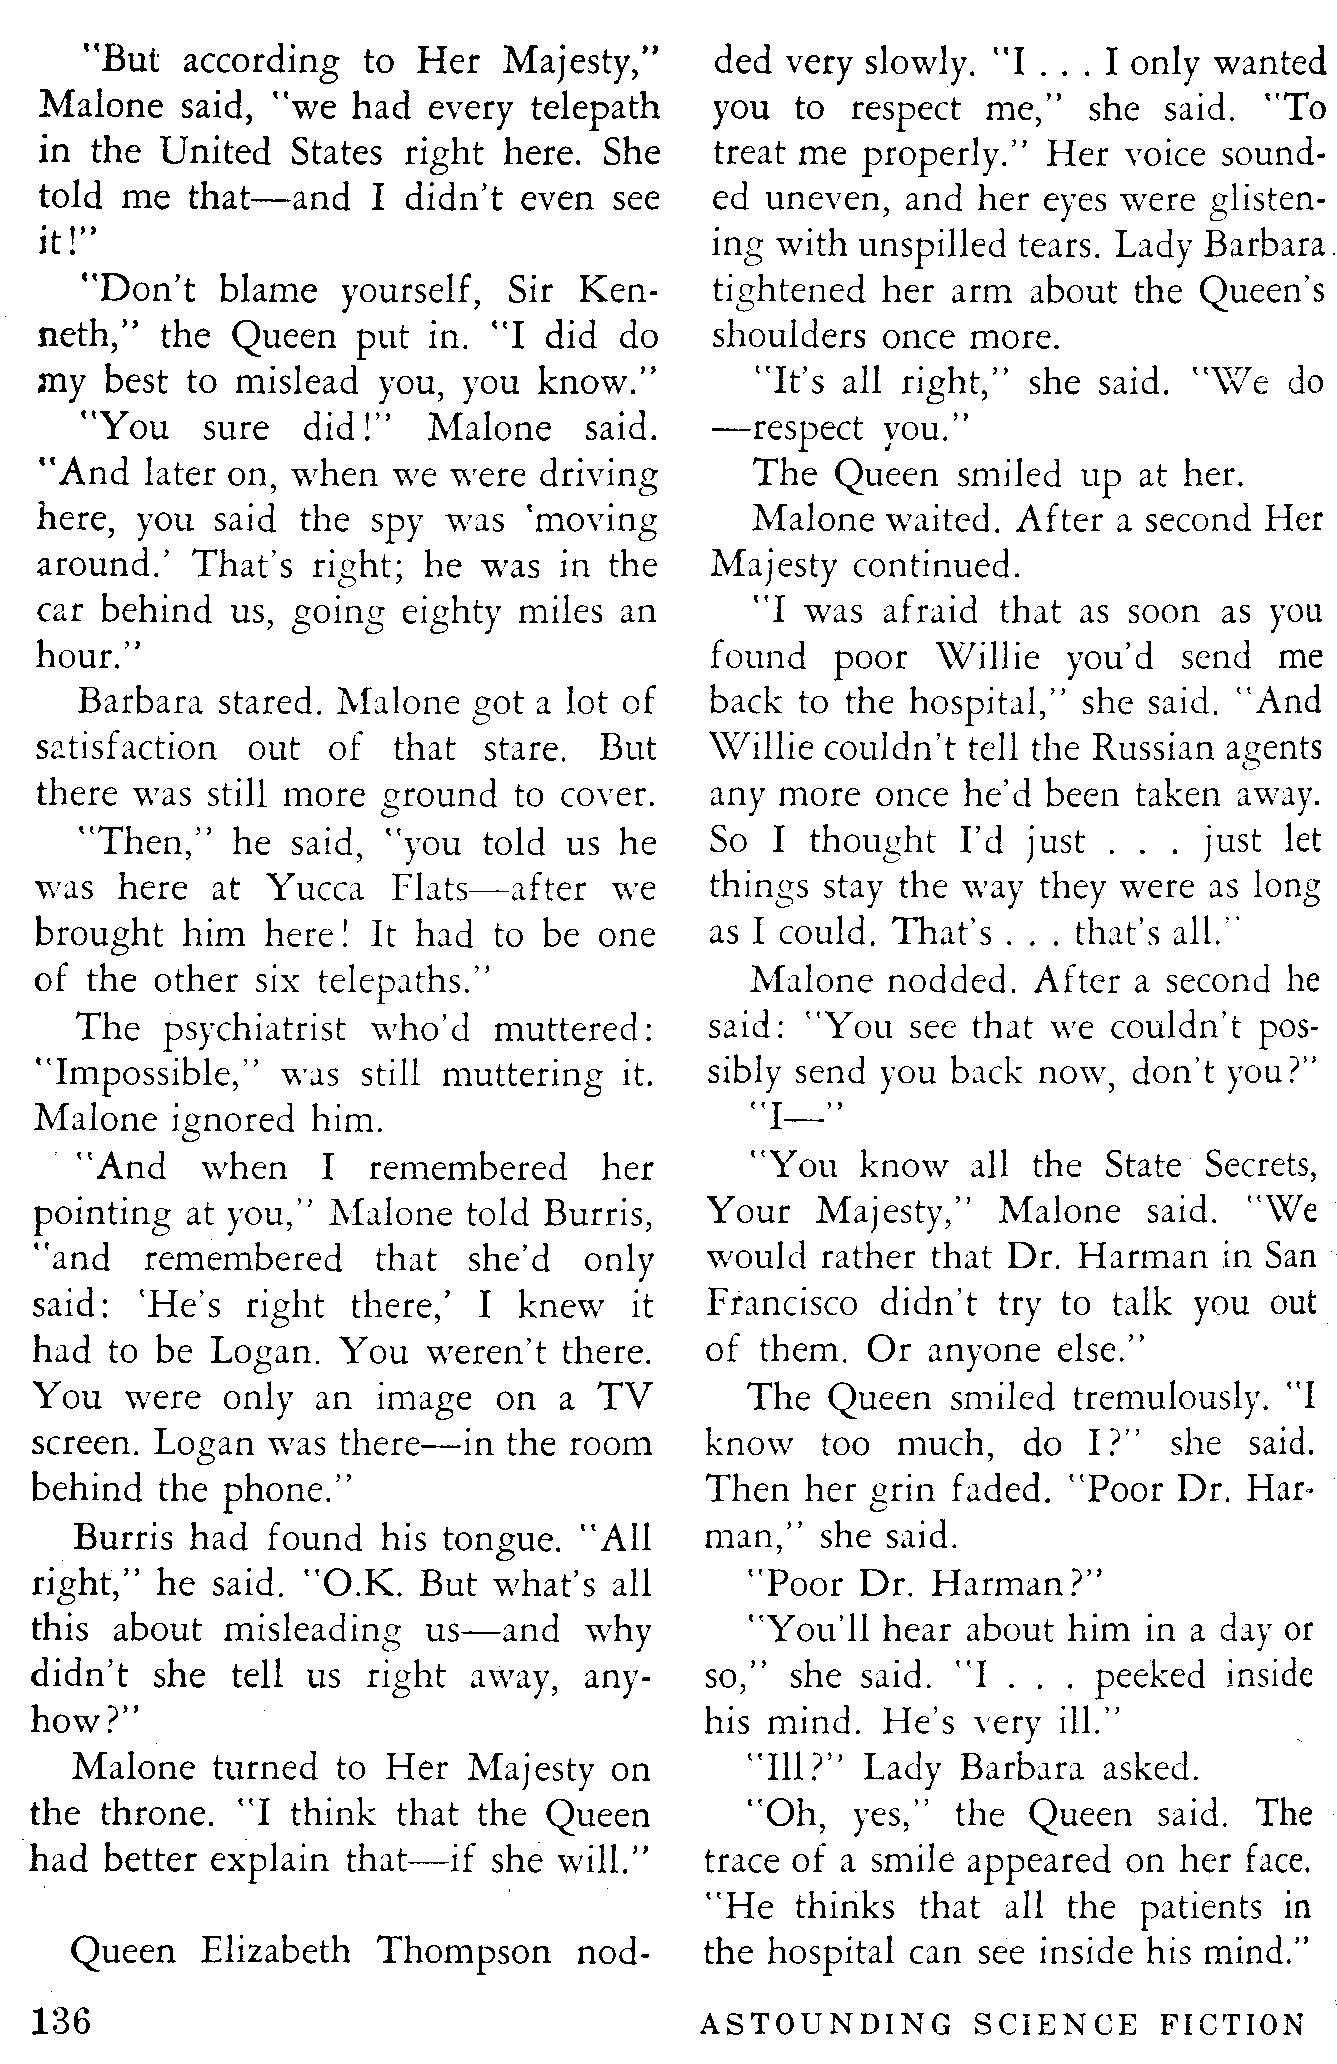 "But according to Her Majesty,"
Malone said, "we had every telepath
in the United States right here. She
told me that—and I didn't even see
it!"
"Don't blame yourself, Sir Ken-
neth," the Queen put in. "I did do
my best to mislead you, you know."
"You sure did!" Malone said.
"And later on, when we were driving
here, you said the spy was 'moving
around.' That's right; he was in the
car behind us, going eighty miles an
hour."
Barbara stared. Malone got a lot of
satisfaction out of that stare. But
there was still more ground to cover.
"Then," he said, "you told us he
was here at Yucca Flats—after we
brought him here! It had to be one
of the other six telepaths."
The psychiatrist who'd muttered:
"Impossible," was still muttering it.
Malone ignored him.
"And when I remembered her
pointing at you," Malone told Burris,
"and remembered that she'd only
said: 'He's right there,' I knew it
had to be Logan. You weren't there.
You were only an image on a TV
screen. Logan was there—in the room
behind the phone."
Burris had found his tongue. "All
right," he said. "O.K. But what's all
this about misleading us—and why
didn't she tell us right away, any-
how?"
Malone turned to Her Majesty on
the throne. "I think that the Queen
had better explain that—if she will."
Queen Elizabeth Thompson nod-
ded very slowly. "I . . . I only wanted
you to respect me," she said. "To
treat me properly." Her voice sound-
ed uneven, and her eyes were glisten-
ing with unspilled tears. Lady Barbara
tightened her arm about the Queen's
shoulders once more.
"It's all right," she said. "We do
—respect you."
The Queen smiled up at her.
Malone waited. After a second Her
Majesty continued.
"I was afraid that as soon as you
found poor Willie you'd send me
back to the hospital," she said. "And
Willie couldn't tell the Russian agents
any more once he'd been taken away.
So I thought I'd just . . . just let
things stay the way they were as long
as I could. That's . . . that's all."
Malone nodded. After a second he
said: "You see that we couldn't pos-
sibly send you back now, don't you?"
"I—"
"You know all the State Secrets,
Your Majesty," Malone said. "We
would rather that Dr. Harman in San
Francisco didn't try to talk you out
of them. Or anyone else."
The Queen smiled tremulously. "I
know too much, do I?" she said.
Then her grin faded. "Poor Dr. Har-
man," she said.
"Poor Dr. Harman?"
"You'll hear about him in a day or
so," she said. "I . . . peeked inside
his mind. He's very ill."
"Ill?" Lady Barbara asked.
"Oh, yes," the Queen said. The
trace of a smile appeared on her face.
"He thinks that all the patients in
the hospital can see inside his mind."
136
ASTOUNDING SCIENCE FICTION